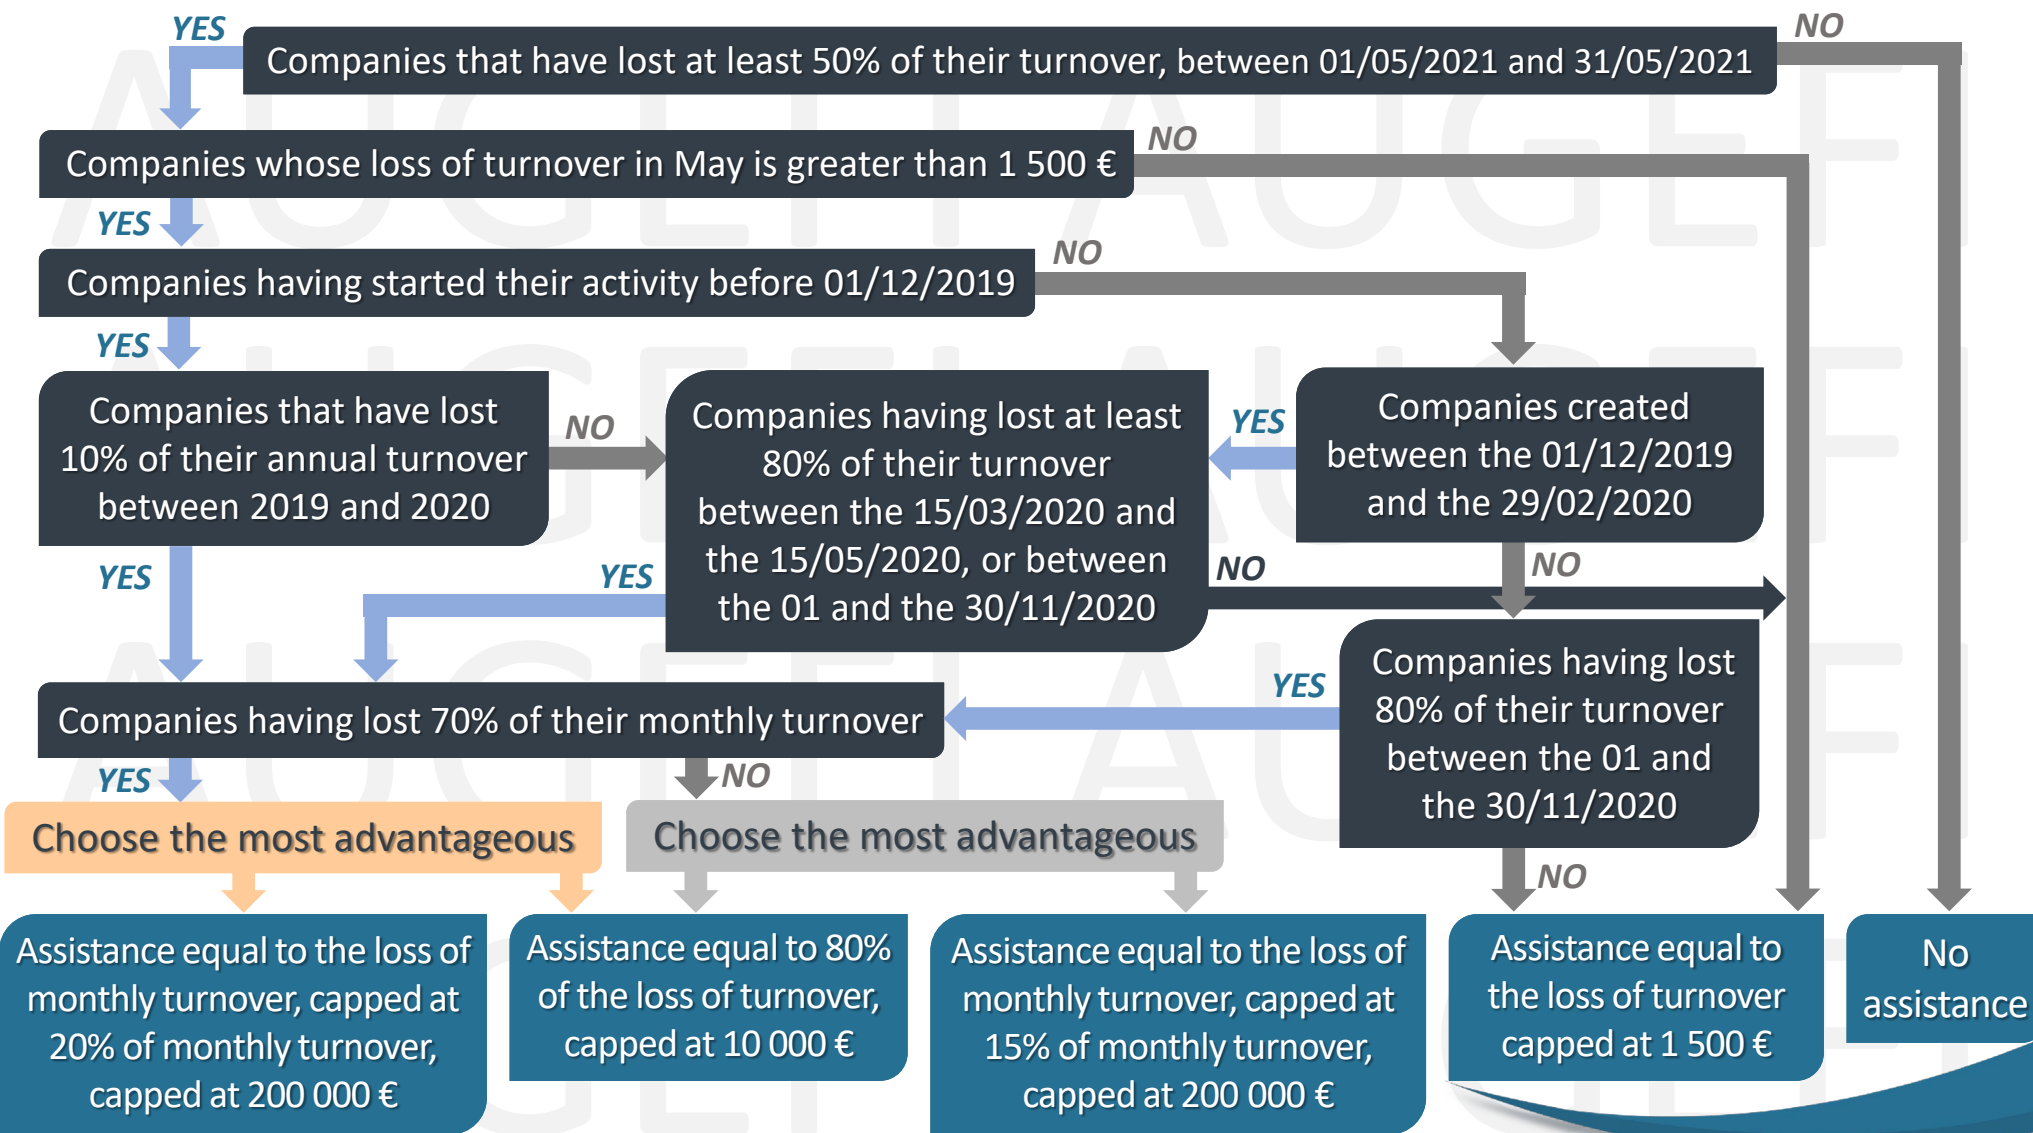 YES
NO
Companies that have lost at least 50% of their turnover, between 01/05/2021 and 31/05/2021
Companies whose loss of turnover in May is greater than 1 500 €
NO
YES
Companies having started their activity before 01/12/2019
NO
YES
Companies that have lost
10% of their annual turnover
between 2019 and 2020
NO
Companies having lost at least
80% of their turnover
between the 15/03/2020 and
the 15/05/2020, or between
the 01 and the 30/11/2020
YES
Companies created
between the 01/12/2019
and the 29/02/2020
YES
YES
NO
NO
Companies having lost 70% of their monthly turnover
YES
Companies having lost
80% of their turnover
between the 01 and
the 30/11/2020
YES
NO
Choose the most advantageous
Choose the most advantageous
NO
Assistance equal to the loss of
monthly turnover, capped at
20% of monthly turnover,
capped at 200 000 €
Assistance equal to 80%
of the loss of turnover,
capped at 10 000 €
Assistance equal to the loss of
monthly turnover, capped at
15% of monthly turnover,
capped at 200 000 €
Assistance equal to
the loss of turnover
capped at 1 500 €
No
assistance
AUGEFI AUGEFI
AUGEFI AUGEFI
AUGEFI AUGEFI